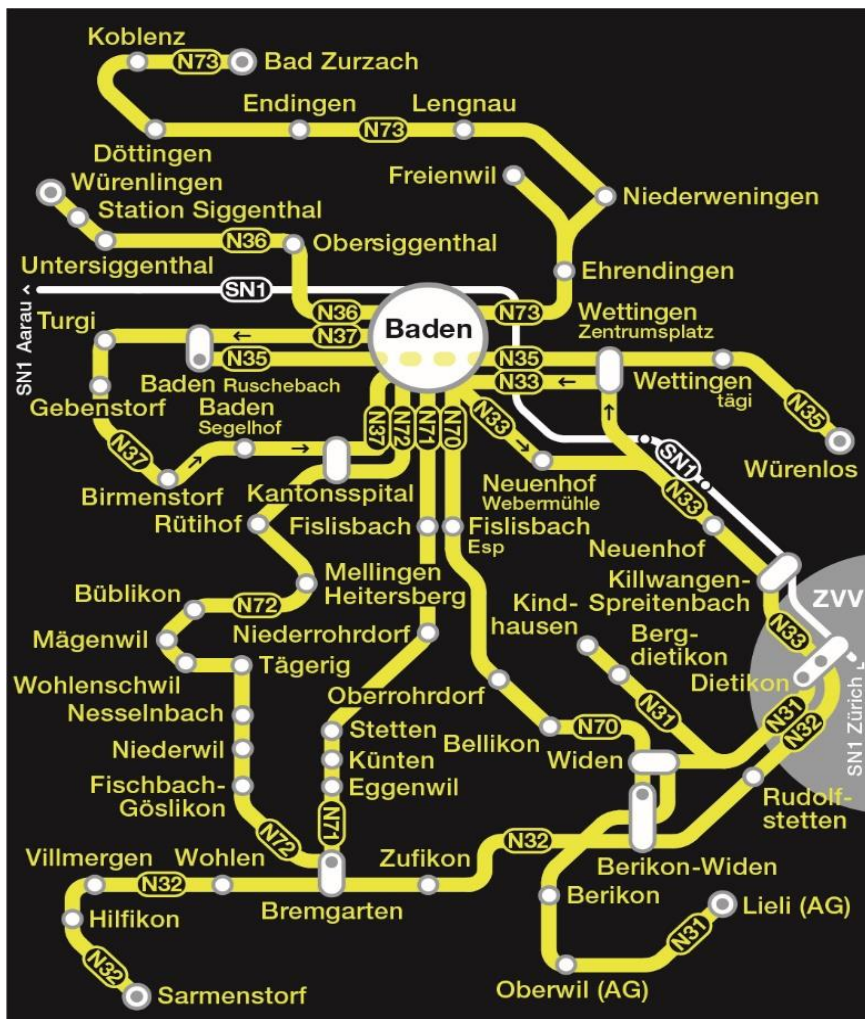 Koblenz
N73
Bad Zurzach
Endingen
Lengnau
N73
Döttingen
Würenlingen
Freienwil
Niederweningen
Station Siggenthal
N36
Obersiggenthal
Untersiggenthal
Ehrendingen
SN1
SN1 Aarau
N36
Baden
N73
Wettingen
Zentrumsplatz
Turgi
N37
N35
N35
N33
Baden Ruschebach
Wettingen
tägi
Gebenstorf
Baden
Segelhof
N37
N72
N71
N70
N33
N35
N37
SN1
Würenlos
Birmenstorf
Kantonsspital
Neuenhof
Webermühle
N33
Rütihof
Fislisbach
Fislisbach
Esp
Neuenhof
Mellingen
Heitersberg
Killwangen-
Spreitenbach
ZVV
Büblikon
N72
Kind-
hausen
N33
Mägenwil
Niederrohrdorf
Berg-
dietikon
Wohlenschwil
Tägerig
Dietikon
Oberrohrdorf
Nesselnbach
N31
N31
N32
SN1 Zürich
Stetten
Bellikon
N70
Niederwil
Künten
Widen
Fischbach-
Göslikon
Eggenwil
Rudolf-
stetten
N71
N72
N32
Villmergen
Wohlen
Zufikon
Berikon-Widen
N32
Bremgarten
Berikon
Lieli (AG)
Hilfikon
N31
N32
Oberwil (AG)
Sarmenstorf